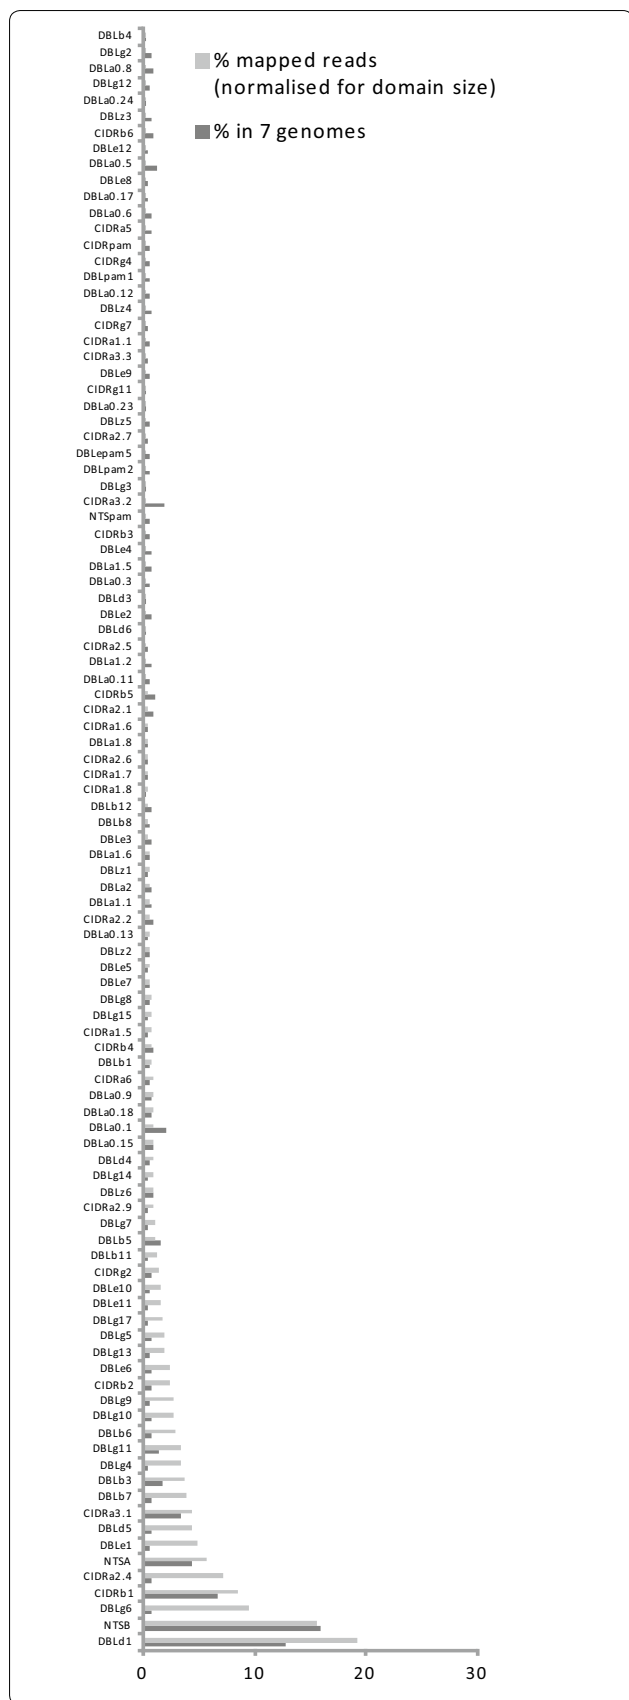 DBLb4
DBLg2
DBLa0.8
DBLg12
DBLa0.24
DBLz3
CIDRb6
DBLe12
DBLa0.5
DBLe8
DBLa0.17
DBLa0.6
CIDRa5
CIDRpam
CIDRg4
DBLpam1
DBLa0.12
DBLz4
CIDRg7
CIDRa1.1
CIDRa3.3
DBLe9
CIDRg11
DBLa0.23
DBLz5
CIDRa2.7
DBLepam5
DBLpam2
DBLg3
CIDRa3.2
NTSpam
CIDRb3
DBLe4
DBLa1.5
DBLa0.3
DBLd3
DBLe2
DBLd6
CIDRa2.5
DBLa1.2
DBLa0.11
CIDRb5
CIDRa2.1
CIDRa1.6
DBLa1.8
CIDRa2.6
CIDRa1.7
CIDRa1.8
DBLb12
DBLb8
DBLe3
DBLa1.6
DBLz1
DBLa2
DBLa1.1
CIDRa2.2
DBLa0.13
DBLz2
DBLe5
DBLe7
DBLg8
DBLg15
CIDRa1.5
CIDRb4
DBLb1
CIDRa6
DBLa0.9
DBLa0.18
DBLa0.1
DBLa0.15
DBLd4
DBLg14
DBLz6
CIDRa2.9
DBLg7
DBLb5
DBLb11
CIDRg2
DBLe10
DBLe11
DBLg17
DBLg5
DBLg13
DBLe6
CIDRb2
DBLg9
DBLg10
DBLb6
DBLg11
DBLg4
DBLb3
DBLb7
CIDRa3.1
DBLd5
DBLe1
NTSA
CIDRa2.4
CIDRb1
DBLg6
NTSB
DBLd1
0 10 20 30
% mapped reads
(normalised for domain size)
% in 7 genomes